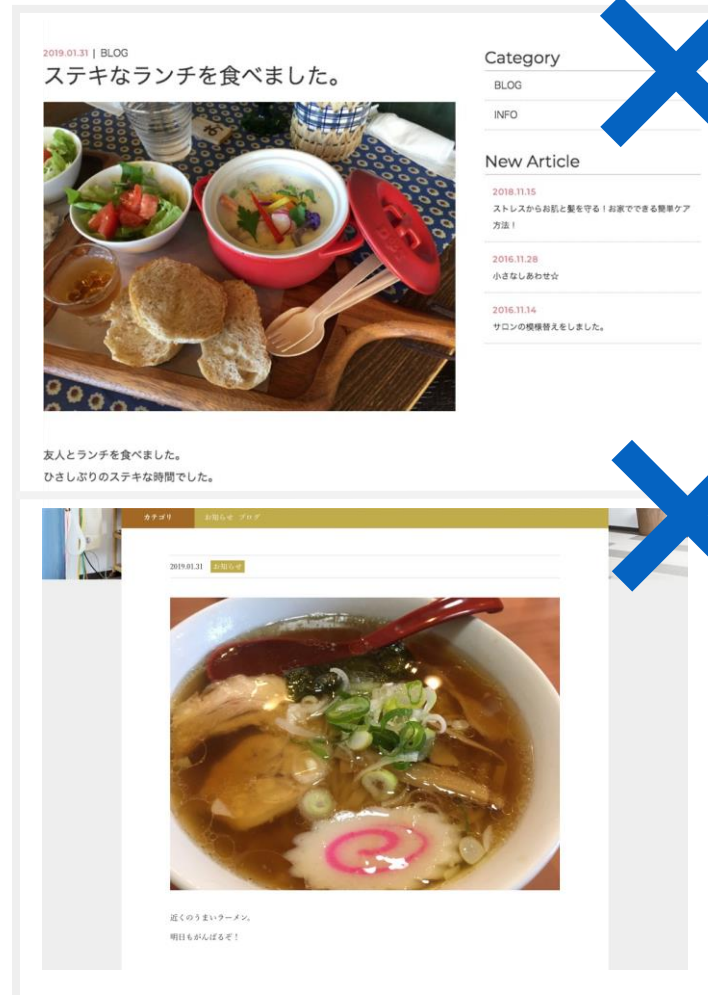 2019.01.31 | BLOG
ステキなランチを食べました。
友人とランチを食べました。
ひさしぶりのステキな時間でした。
Category
BLOG
INFO
New Article
2018.11.15
ストレスからお肌と髪を守る！お家でできる簡単ケア
方法！
2016.11.28
小さなしあわせ☆
2016.11.14
サロンの模様替えをしました。
カテゴリ お知らせ ブログ
2019.01.31 お知らせ
近くのうまいラーメン。
明日もがんばるぞ！